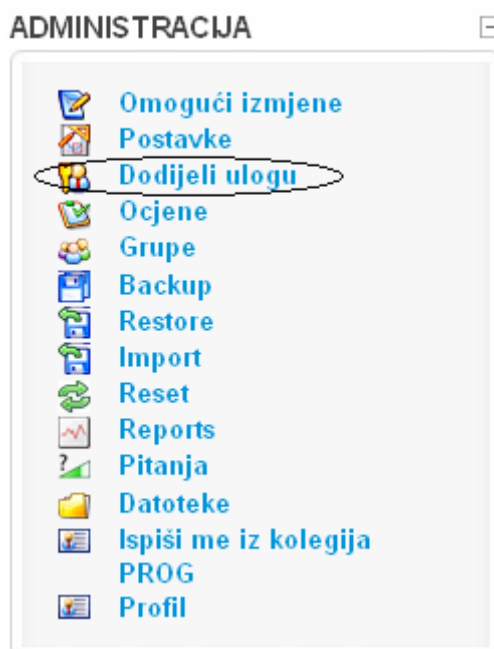 ADMINISTRACIJA
Omogući izmjene
Postavke
Dodijeli ulogu
Ocjene
Grupe
Backup
Restore
Import
Reset
Reports
Pitanja
Datoteke
Ispiši me iz kolegija
PROG
Profil